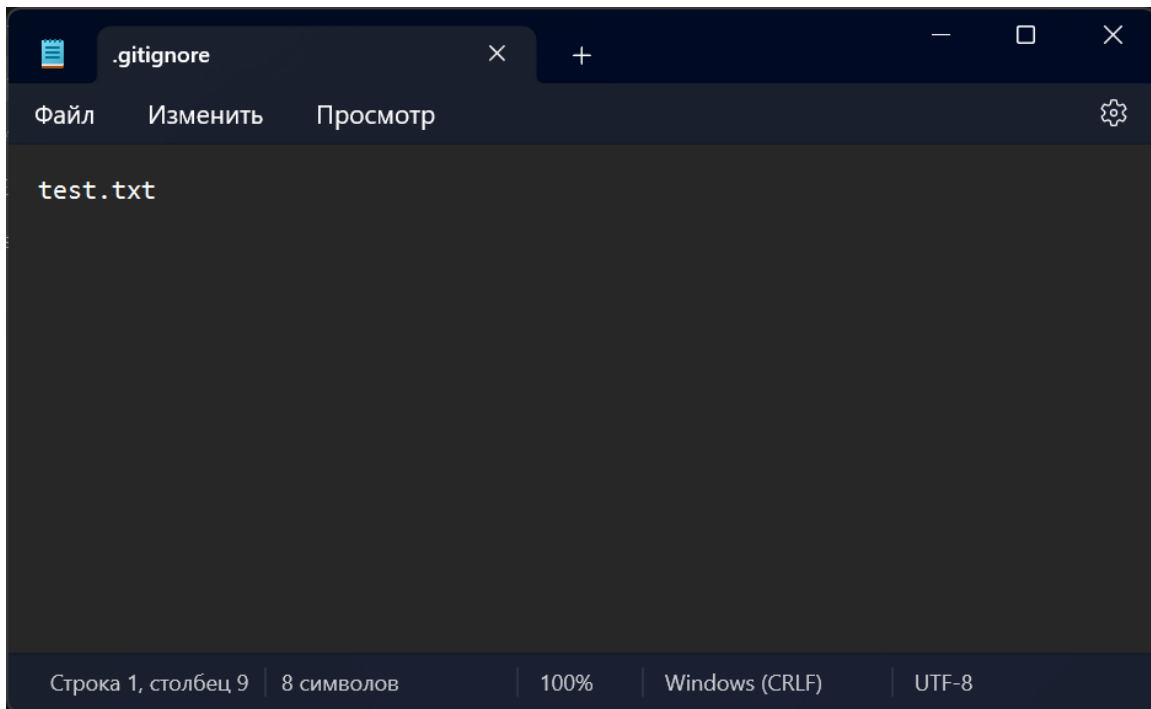 .gitignore
Файл Изменить Просмотр
test.txt
Строка 1, столбец 9 8 символов 100% Windows (CRLF) UTF-8